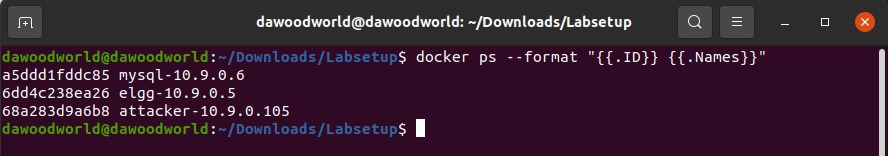 dawoodworld@dawoodworld: ~/Downloads/Labsetup
dawoodworld@dawoodworld:~/Downloads/Labsetup$ docker ps --format "{{.ID}} {{.Names}}"
a5ddd1fddc85 mysql-10.9.0.6
6dd4c238ea26 elgg-10.9.0.5
68a283d9a6b8 attacker-10.9.0.105
dawoodworld@dawoodworld:~/Downloads/Labsetup$